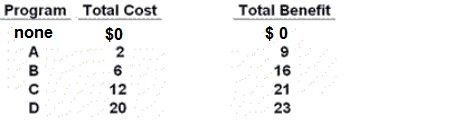 Program Total Cost Total Benefit
none $0 $ 0
A 2 9
B 6 16
C 12 21
D 20 23